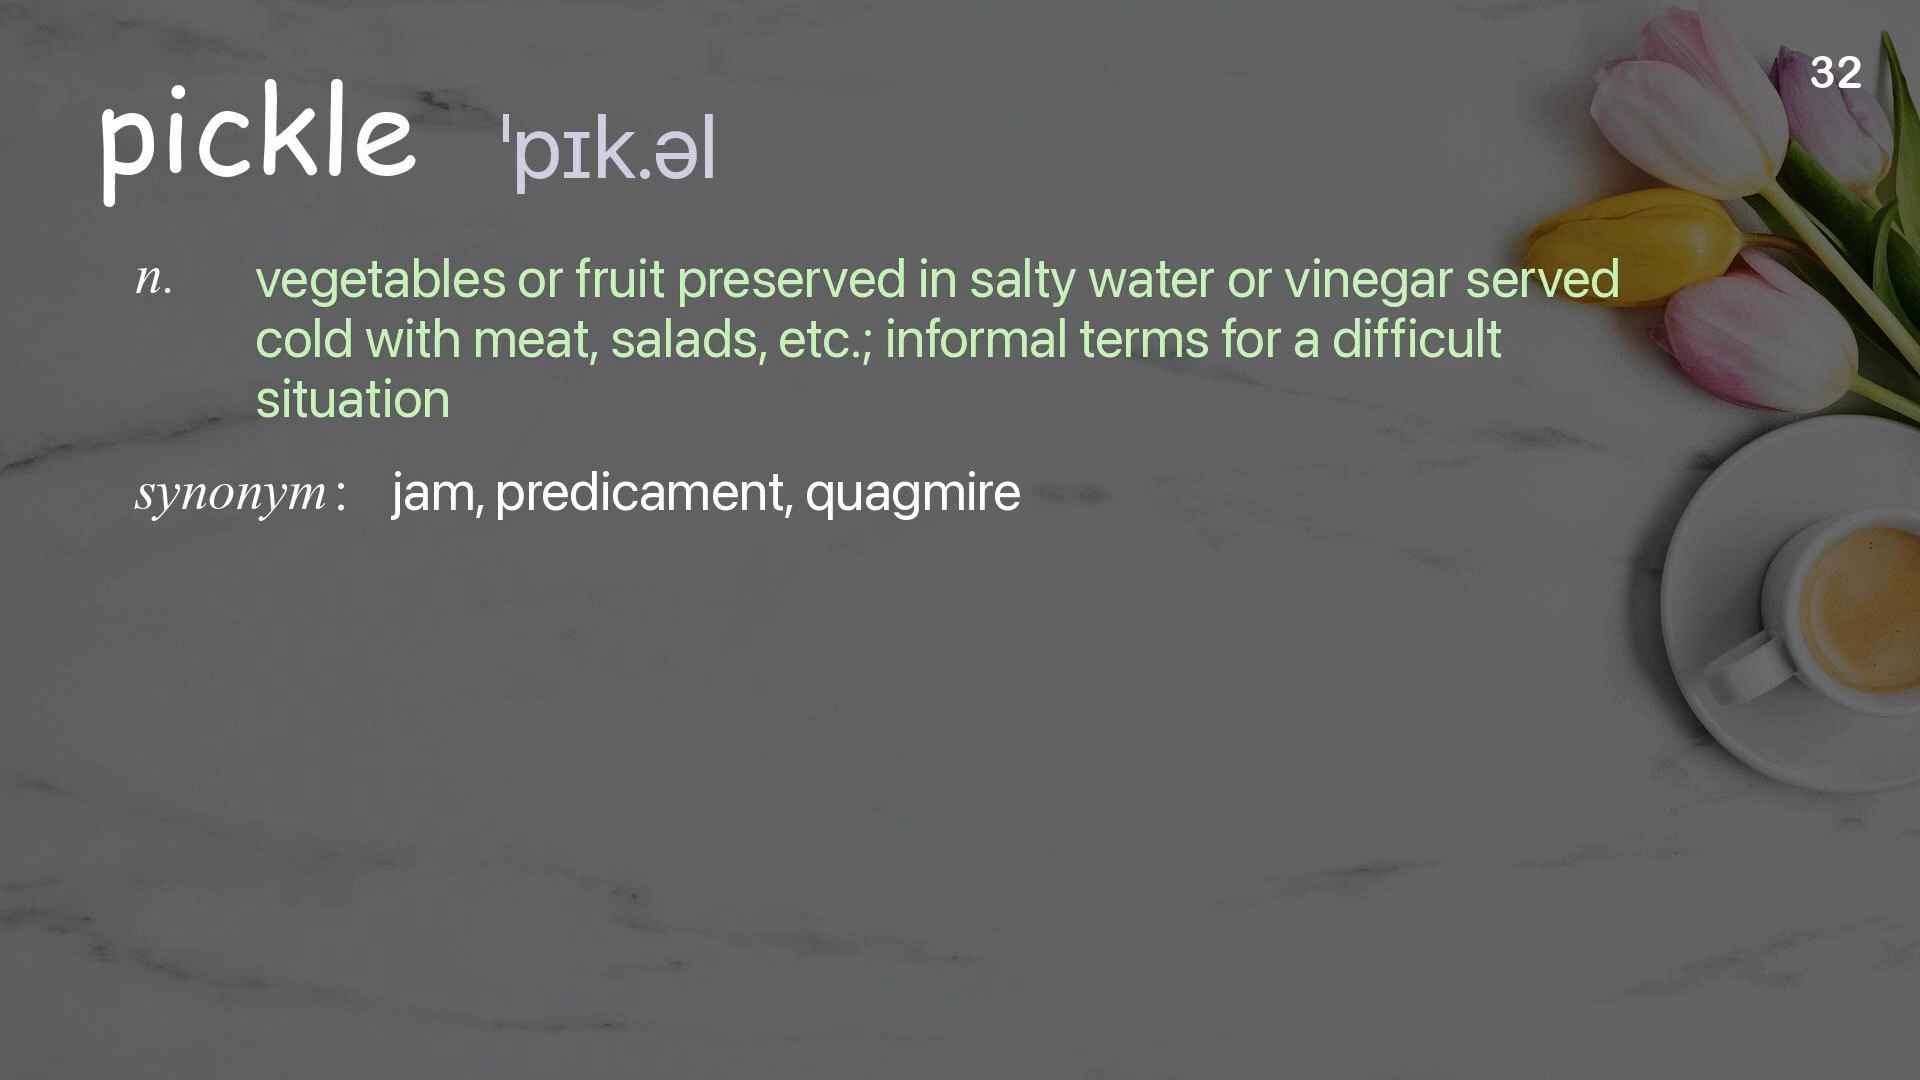 32
pickle ˈpɪk.əl
n. vegetables or fruit preserved in salty water or vinegar served
cold with meat, salads, etc.; informal terms for a difficult
situation
synonym: jam, predicament, quagmire